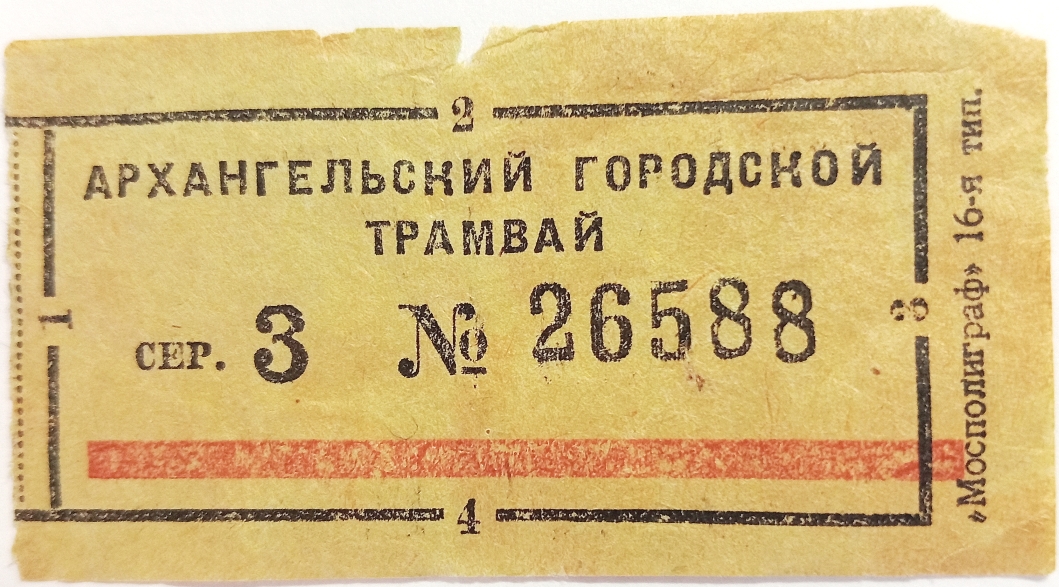 2
АРХАНГЕЛЬСКИЙ ГОРОДСКОЙ
ТРАМВАЙ
1
СЕР. 3 № 26588
3
4
«Мосполиграф» 16-я тип.